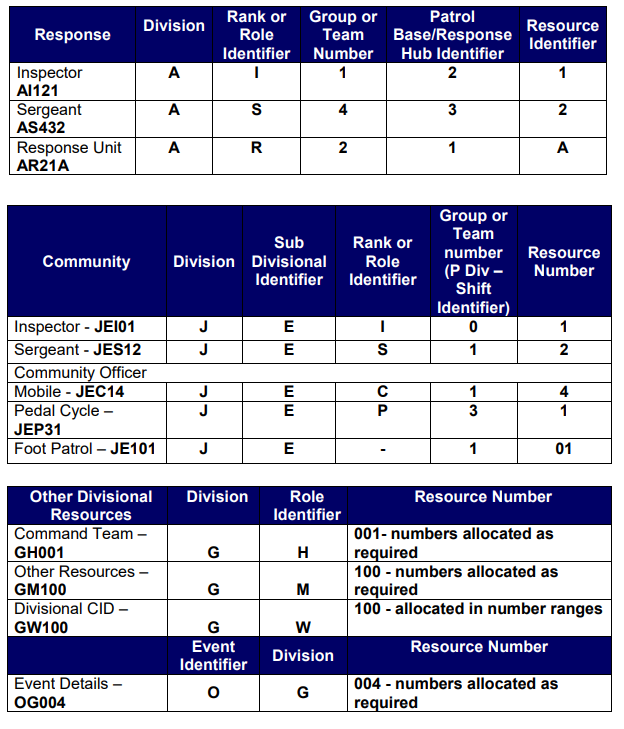 Response Division Rank or Role Identifier Group or Team Number Patrol Base/Response Hub Identifier Resource Identifier
Inspector AI121 A I 1 2 1
Sergeant AS432 A S 4 3 2
Response Unit AR21A A R 2 1 A
Community Division Sub Divisional Identifier Rank or Role Identifier Group or Team number (P Div – Shift Identifier) Resource Number
Inspector - JEI01 J E I 0 1
Sergeant - JES12 J E S 1 2
Community Officer
Mobile - JEC14 J E C 1 4
Pedal Cycle – JEP31 J E P 3 1
Foot Patrol – JE101 J E - 1 01
Other Divisional Resources Division Role Identifier Resource Number
Command Team – GH001 G H 001- numbers allocated as required
Other Resources – GM100 G M 100 - numbers allocated as required
Divisional CID – GW100 G W 100 - allocated in number ranges
Event Identifier Division Resource Number
Event Details – OG004 O G 004 - numbers allocated as required